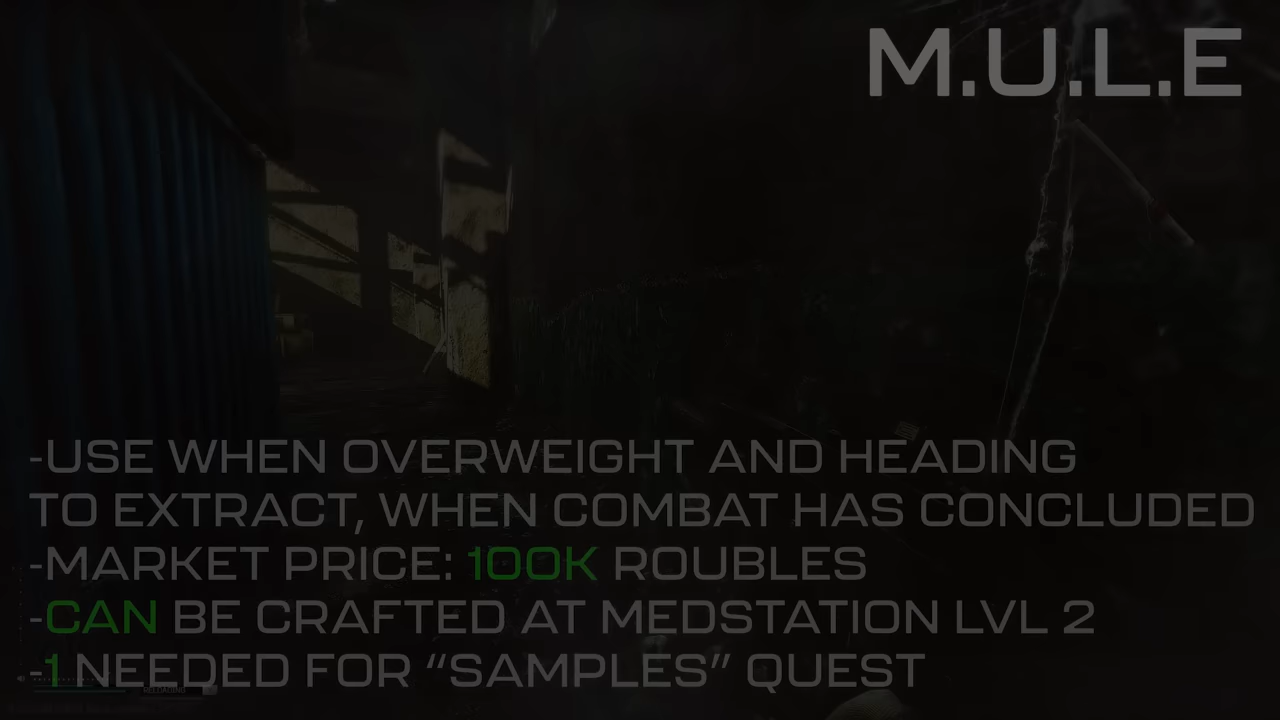 M.U.L.E
-USE WHEN OVERWEIGHT AND HEADING
TO EXTRACT, WHEN COMBAT HAS CONCLUDED
-MARKET PRICE: 100K ROUBLES
-CAN BE CRAFTED AT MEDSTATION LVL 2
-1 NEEDED FOR “SAMPLES” QUEST
RELOADING